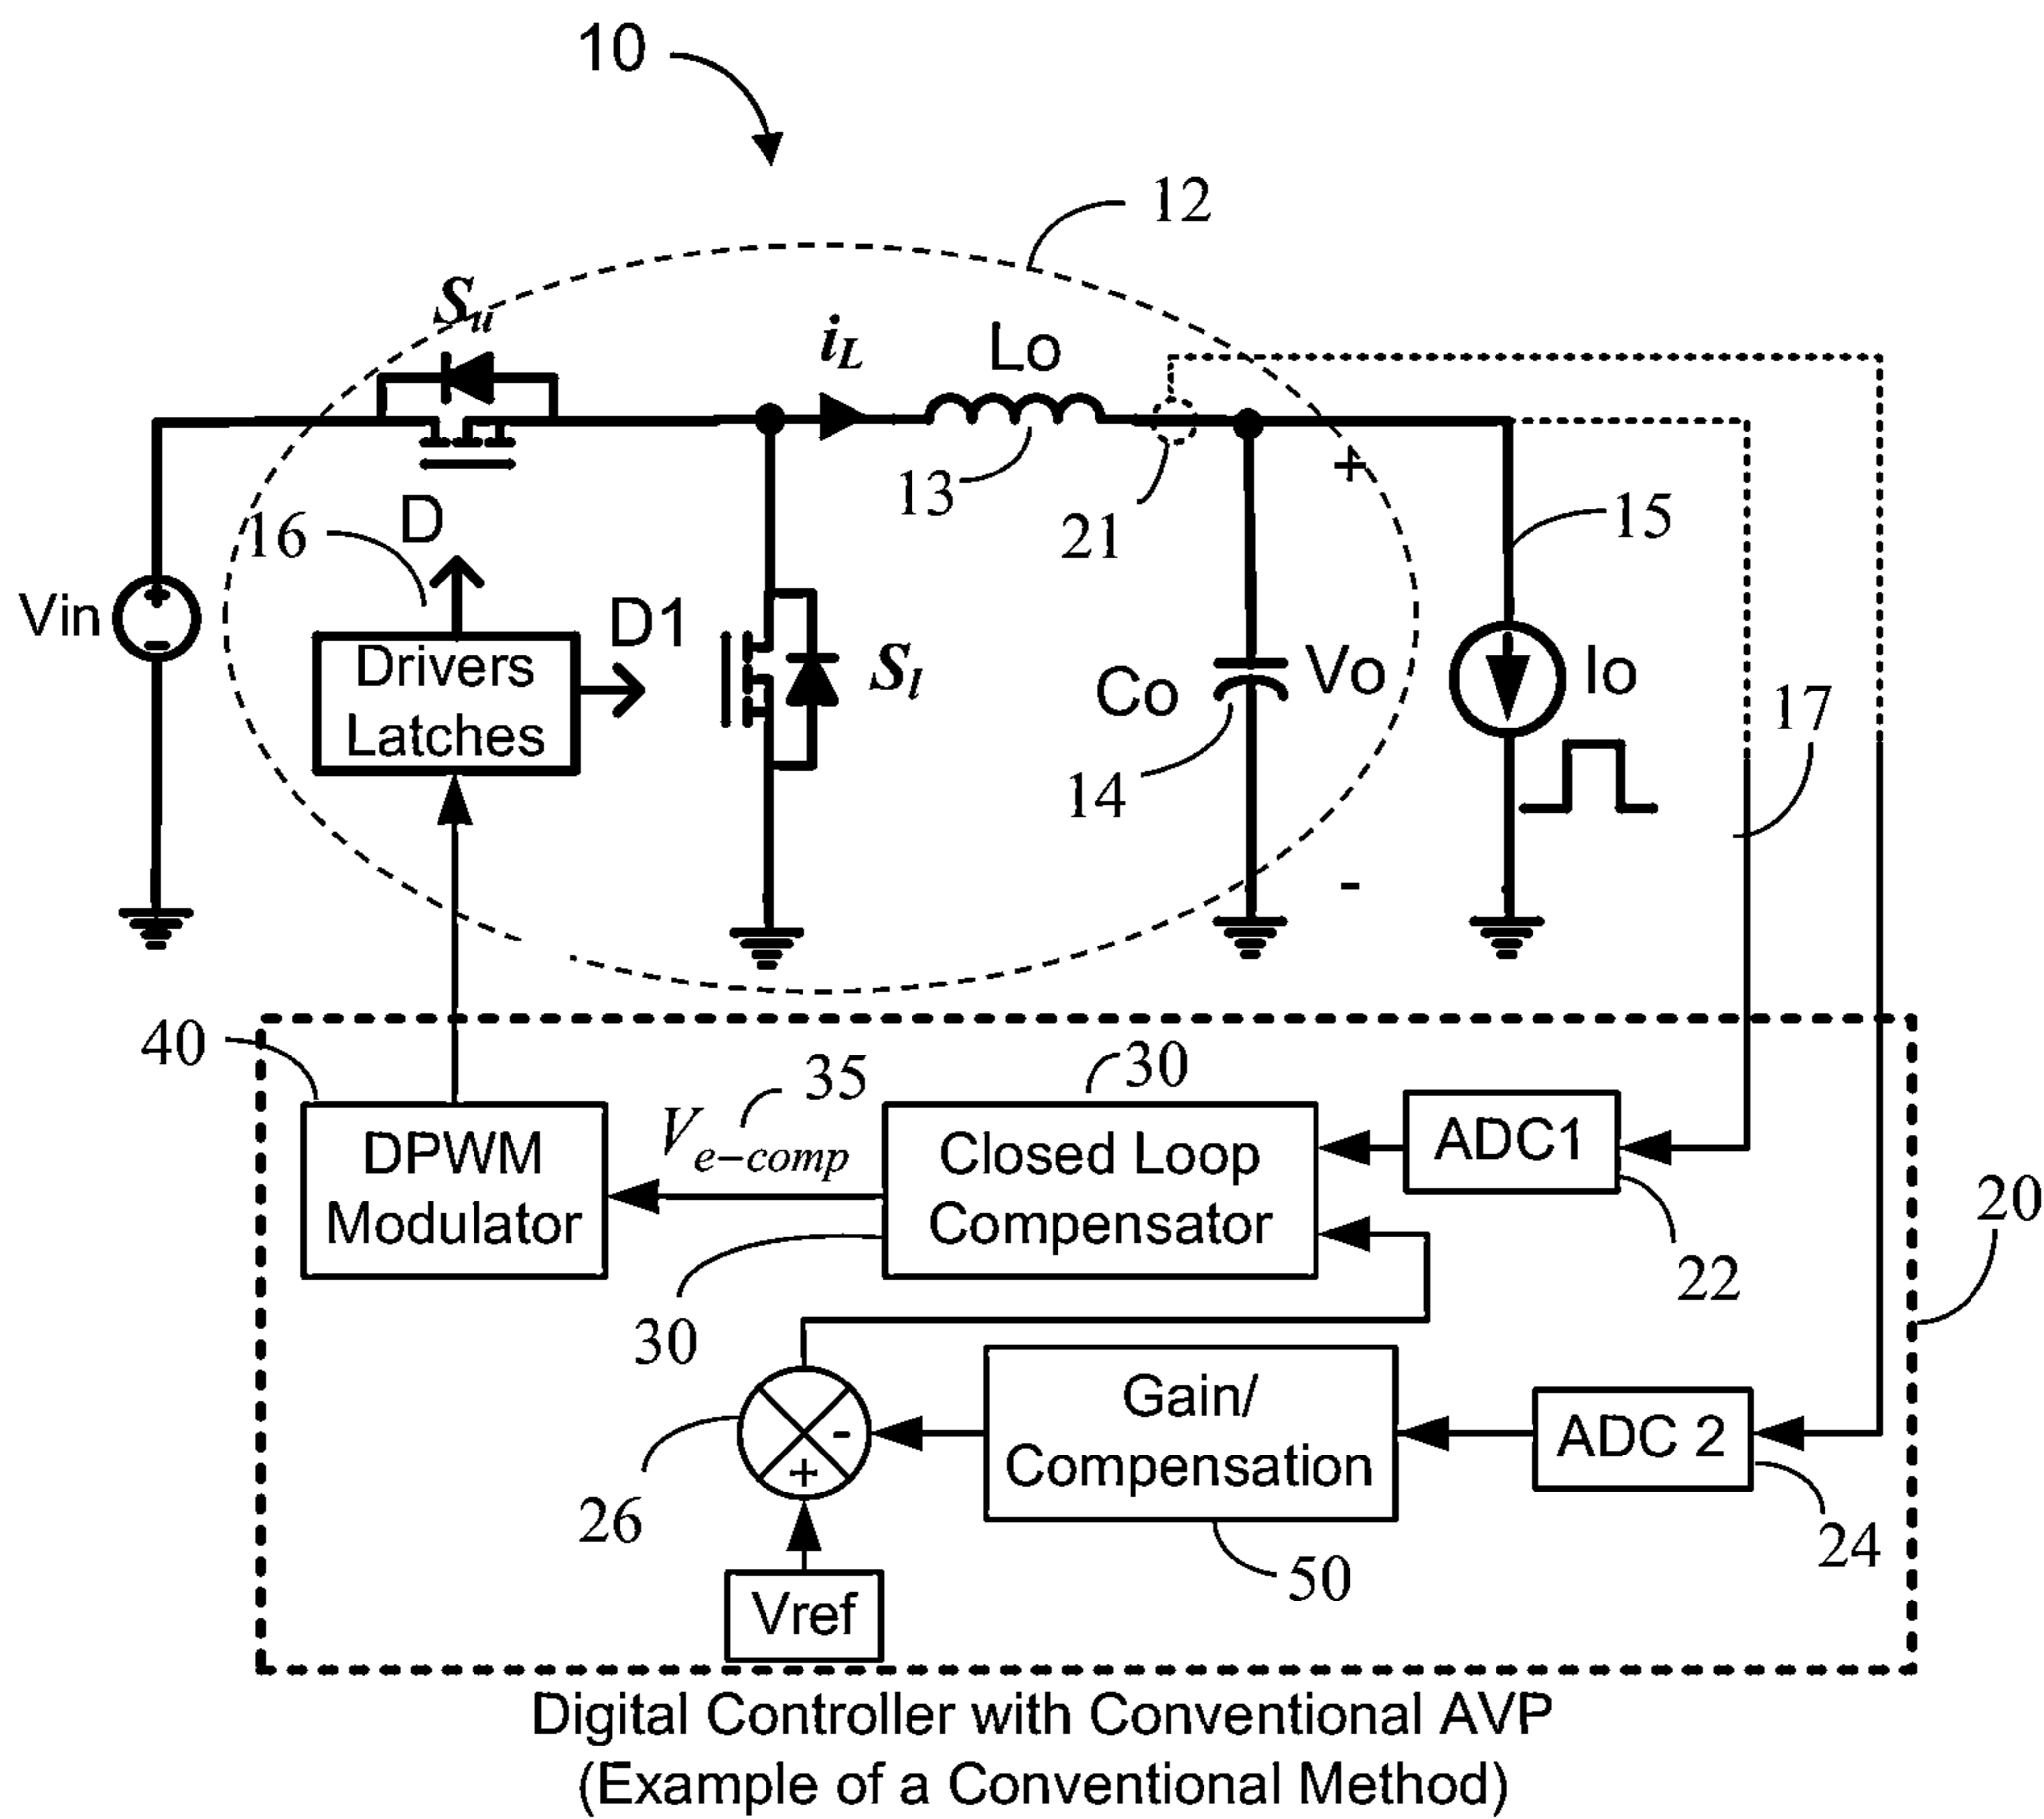 10
12
Su
iL
Lo
13
21
+
15
16
D
Vin
+
-
D1
Drivers
Latches
Sl
Co
Vo
Io
14
17
-
40
35
30
Ve-comp
DPWM
Modulator
Closed Loop
Compensator
ADC1
20
22
30
Gain/
Compensation
ADC 2
-
+
26
50
24
Vref
Digital Controller with Conventional AVP
(Example of a Conventional Method)